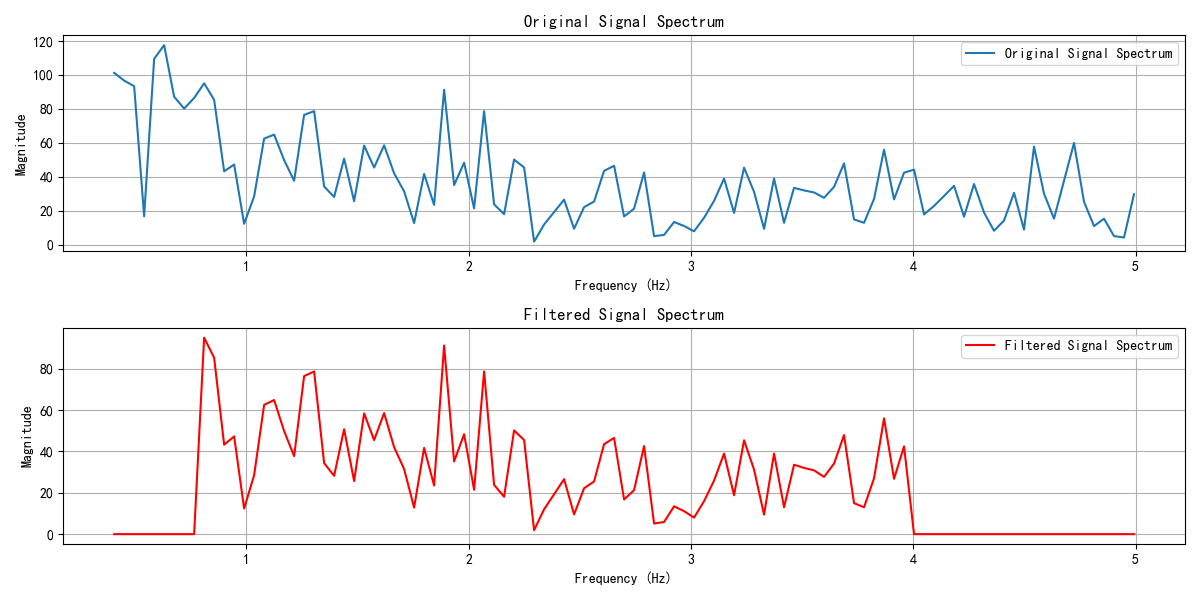 Original Signal Spectrum
120
100
80
60
40
20
0
Magnitude
Original Signal Spectrum
1 2 3 4 5
Frequency (Hz)
Filtered Signal Spectrum
80
60
40
20
0
Magnitude
Filtered Signal Spectrum
1 2 3 4 5
Frequency (Hz)